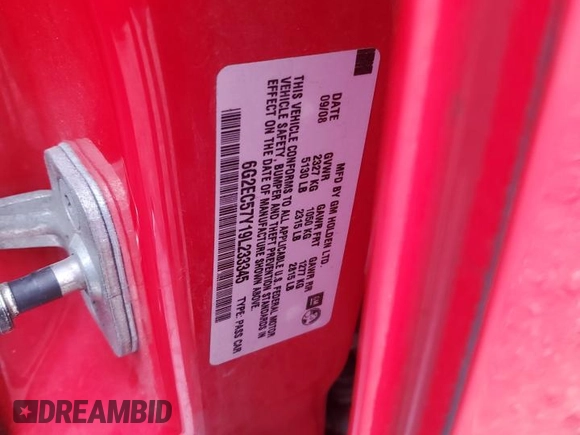 MFD BY GM HOLDEN LTD.
DATE GVWR GAWR FRT GAWR RR
09/08 2327 KG 1050 KG 1277 KG
5130 LB 2315 LB 2815 LB
THIS VEHICLE CONFORMS TO ALL APPLICABLE U.S. FEDERAL MOTOR
VEHICLE SAFETY, BUMPER AND THEFT PREVENTION STANDARDS IN
EFFECT ON THE DATE OF MANUFACTURE SHOWN ABOVE.
6G2EC57Y19L233345 TYPE: PASS CAR
GM
DREAMBID